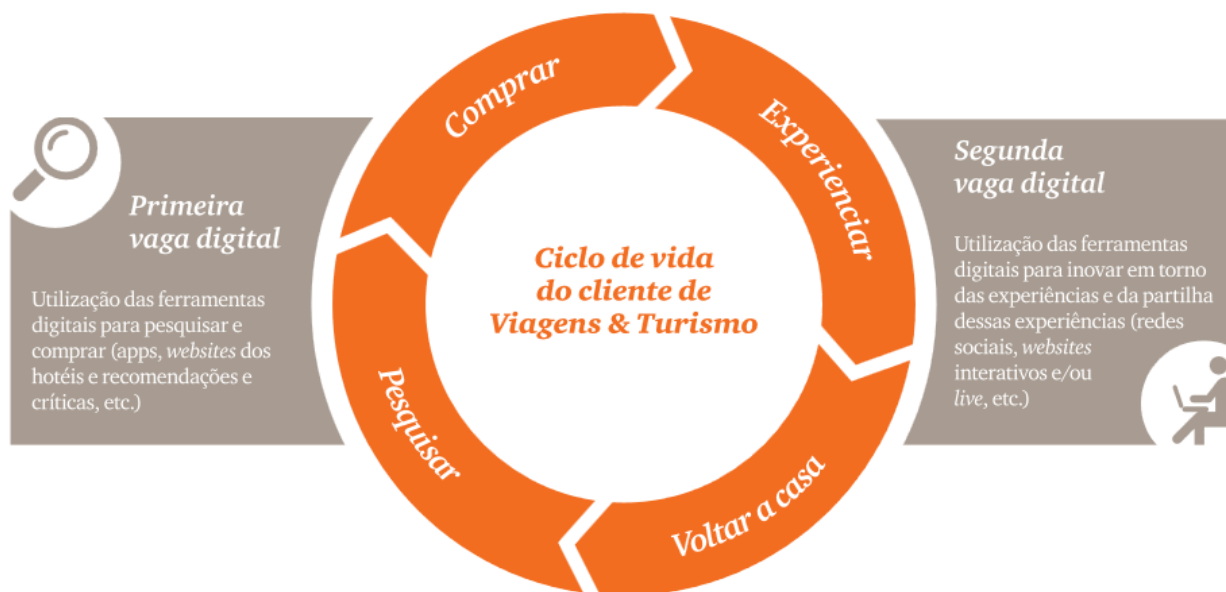 Comprar
Experienciar
Primeira
vaga digital
Utilização das ferramentas
digitais para pesquisar e
comprar (apps, websites dos
hotéis e recomendações e
críticas, etc.)
Ciclo de vida
do cliente de
Viagens & Turismo
Segunda
vaga digital
Utilização das ferramentas
digitais para inovar em torno
das experiências e da partilha
dessas experiências (redes
sociais, websites
interativos e/ou
live, etc.)
Pesquisar
Voltar a casa